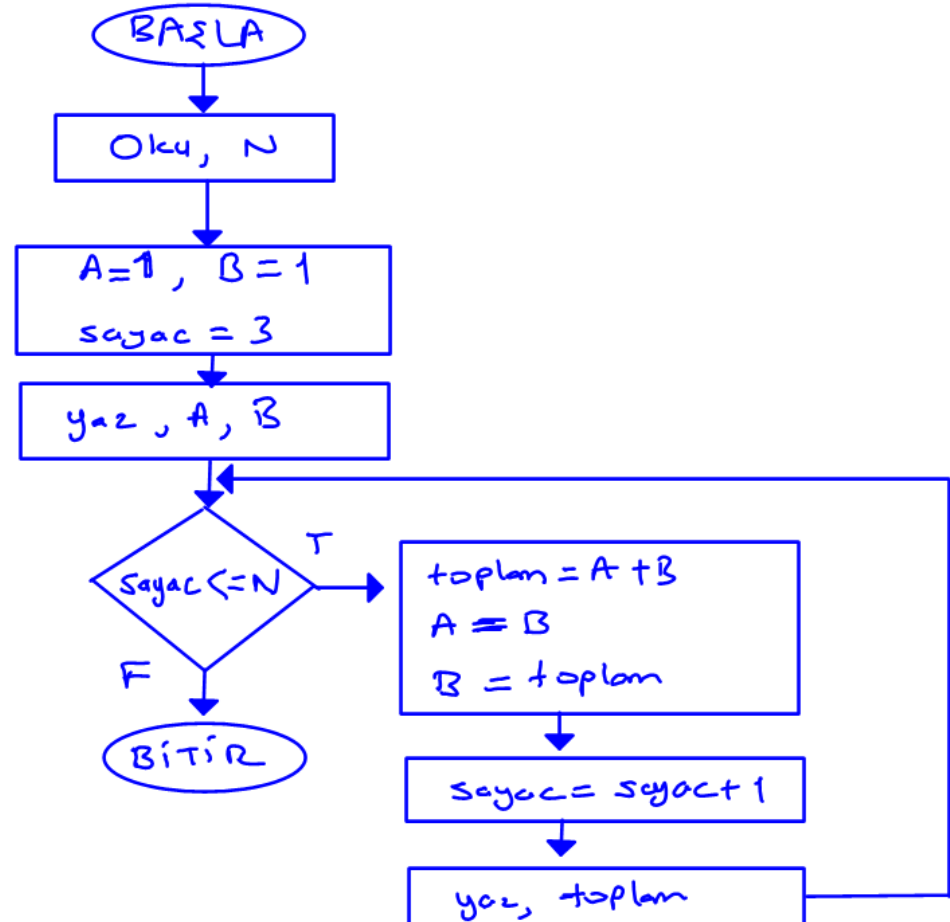 BAŞLA
Oku, N
A=1, B=1
sayac = 3
yaz, A, B
sayac<=N
T
toplam = A+B
A = B
F
B = toplam
BİTİR
sayac = sayac+1
yaz, toplam